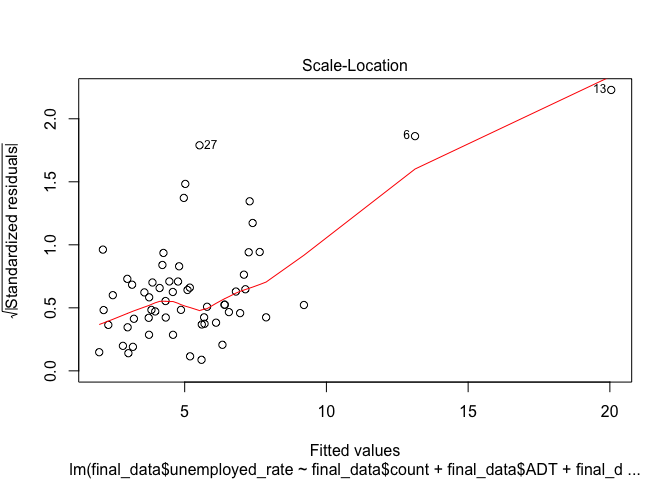 Scale-Location
√|Standardized residuals|
2.0
1.5
1.0
0.5
0.0
27
6
13
5 10 15 20
Fitted values
lm(final_data$unemployed_rate ~ final_data$count + final_data$ADT + final_d ...